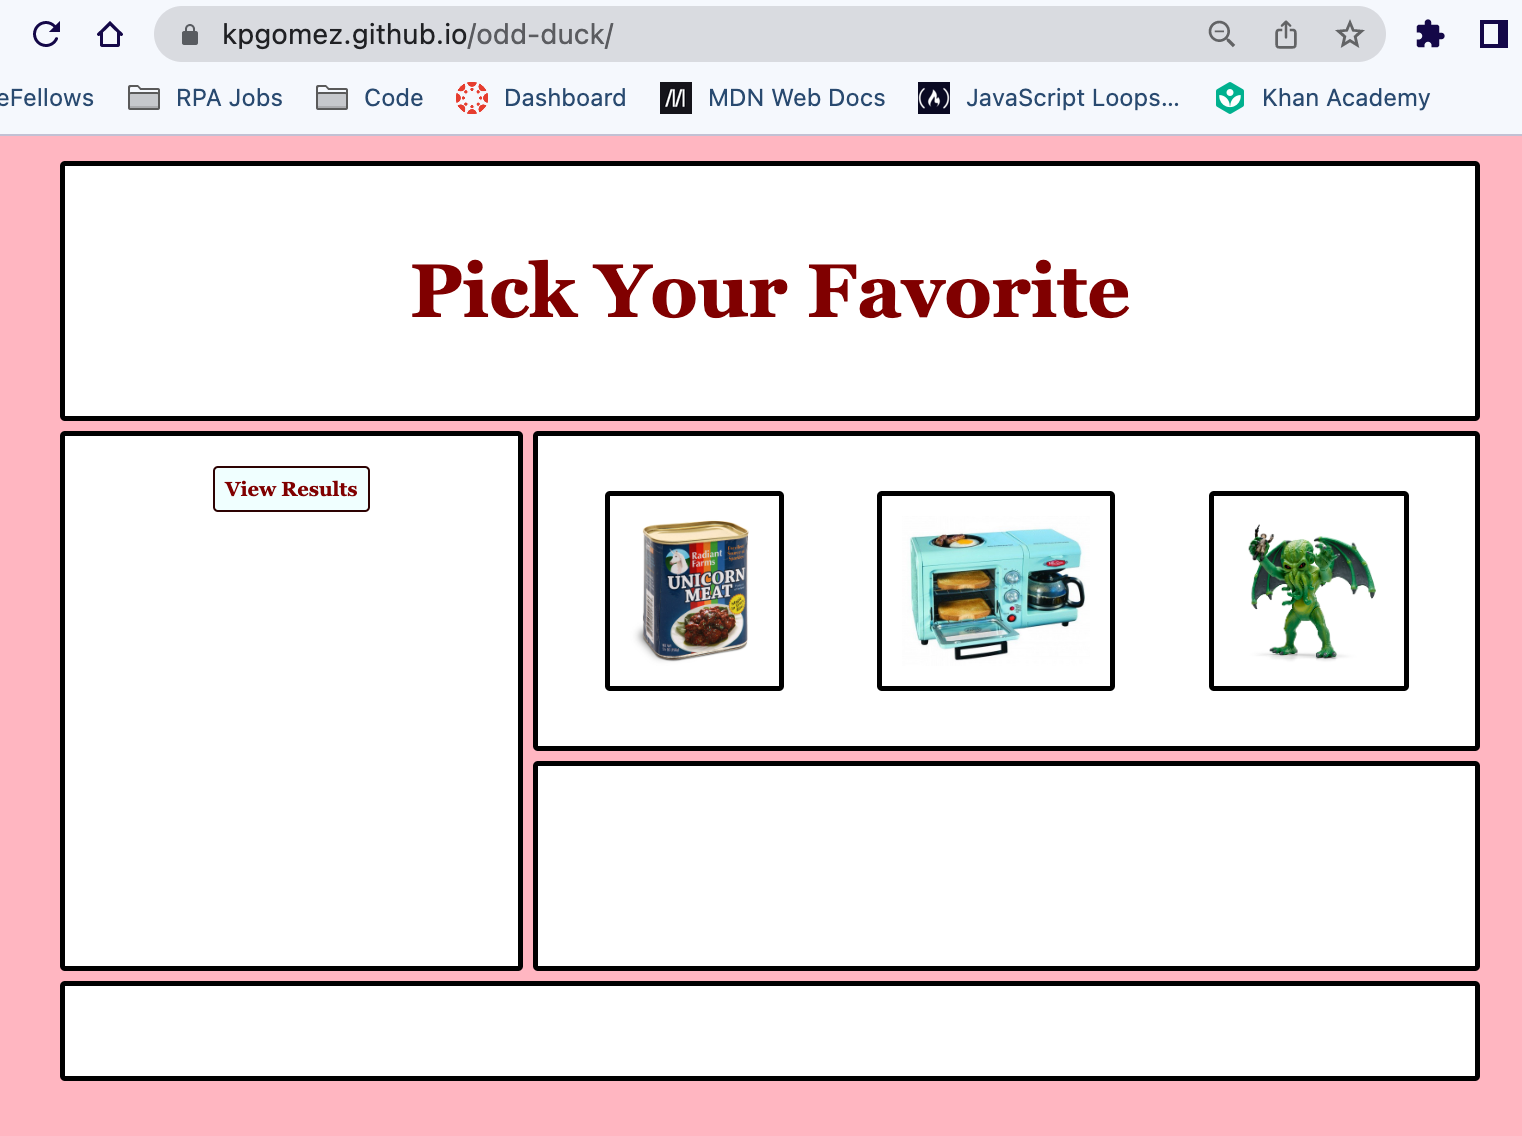 kpgomez.github.io/odd-duck/
eFellows RPA Jobs Code Dashboard MDN Web Docs JavaScript Loops... Khan Academy
Pick Your Favorite
View Results
Radiant
Farms
UNICORN
MEAT